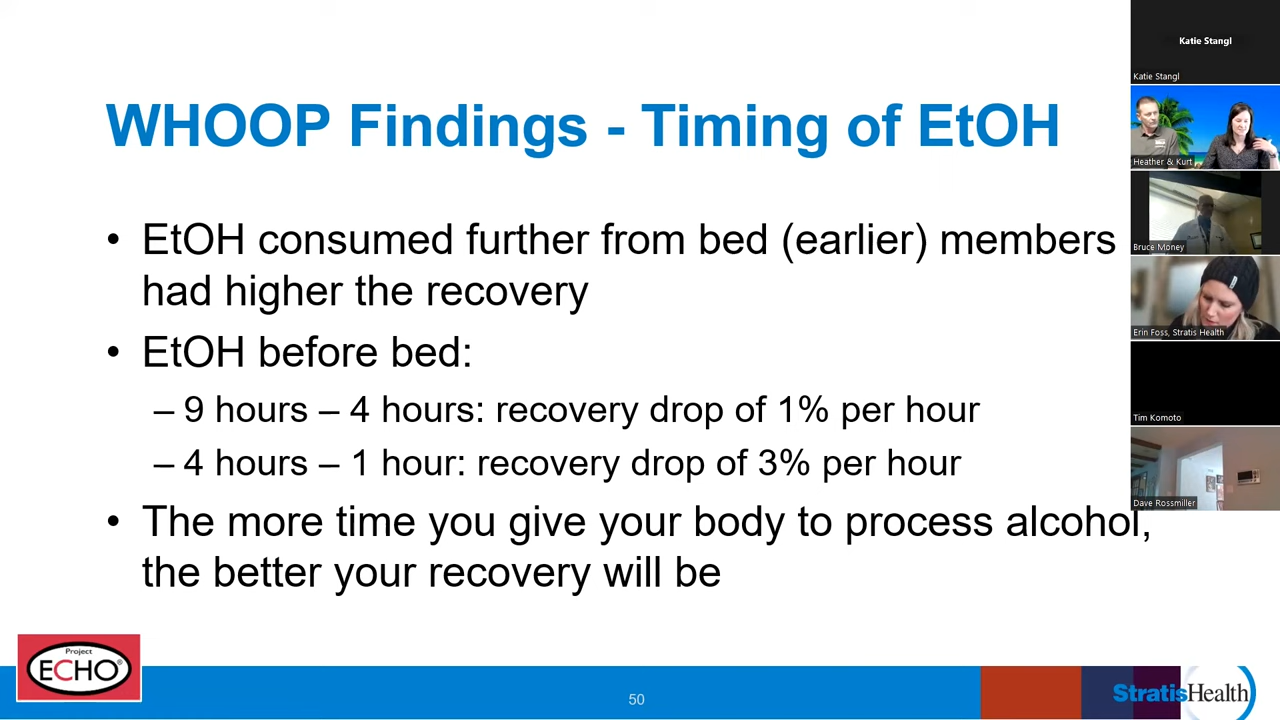 WHOOP Findings - Timing of EtOH
• EtOH consumed further from bed (earlier) members
had higher the recovery
• EtOH before bed:
– 9 hours – 4 hours: recovery drop of 1% per hour
– 4 hours – 1 hour: recovery drop of 3% per hour
• The more time you give your body to process alcohol,
the better your recovery will be
Project
ECHO®
50
StratisHealth
Katie Stangl
Katie Stangl
Heather & Kurt
Bruce Money
Erin Foss, Stratis Health
Tim Komoto
Dave Rossmiller